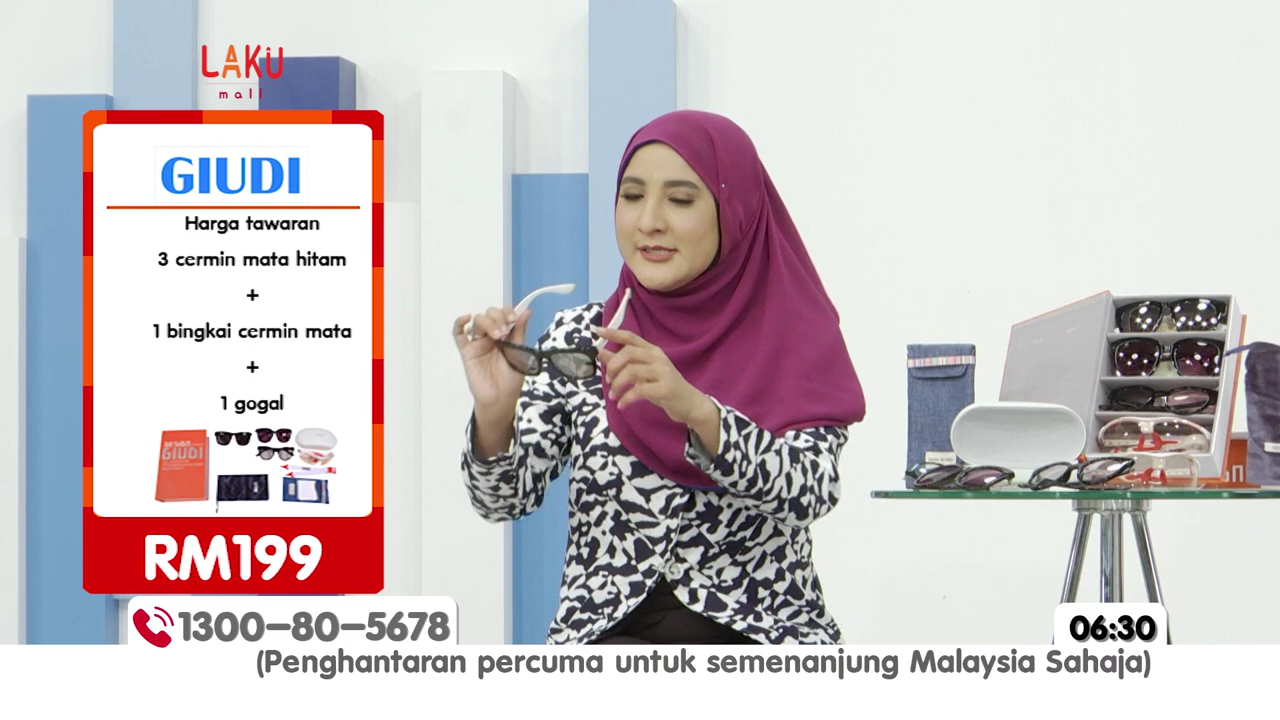 LAKU
mall
GIUDI
Harga tawaran
3 cermin mata hitam
+
1 bingkai cermin mata
+
1 gogal
GIUDI
RM199
1300-80-5678
06:30
(Penghantaran percuma untuk semenanjung Malaysia Sahaja)